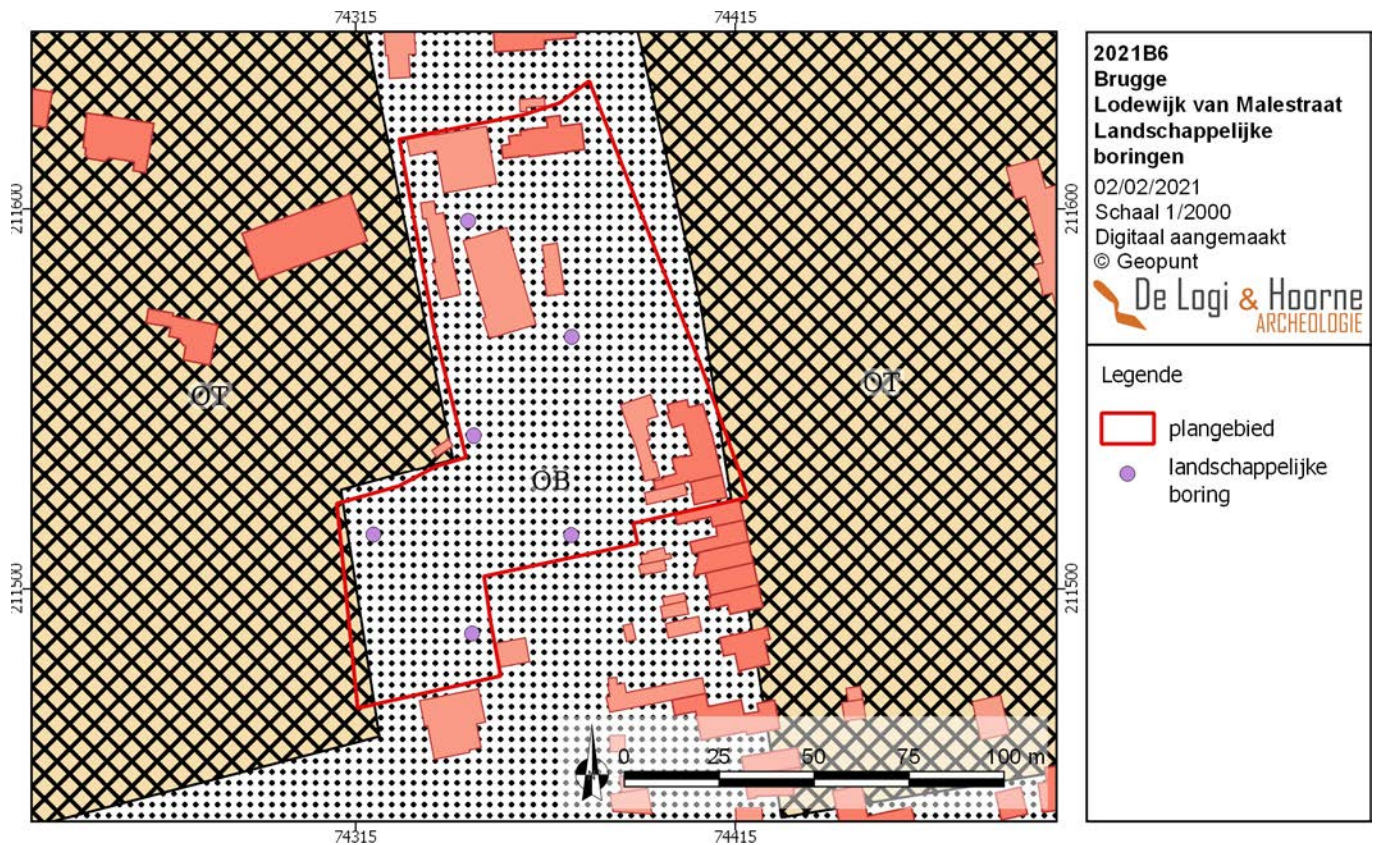 74315 74415
211600 211600
OT OT
OB
211500 211500
0 25 50 75 100 m
74315 74415
2021B6
Brugge
Lodewijk van Malestraat
Landschappelijke
boringen
02/02/2021
Schaal 1/2000
Digitaal aangemaakt
© Geopunt
De Logi & Hoorne
ARCHEOLOGIE
Legende
plangebied
landschappelijke
boring